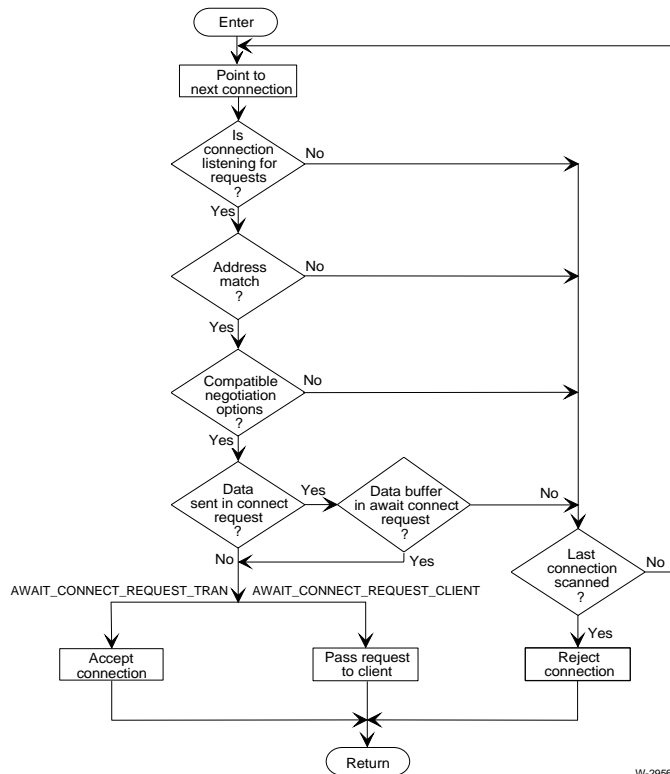 Enter
Point to
next connection
Is
connection
listening for
requests
?
No
Yes
Address
match
?
No
Yes
Compatible
negotiation
options
?
No
Yes
Data
sent in connect
request
?
Yes
Data buffer
in await connect
request
?
No
No
Yes
Last
connection
scanned
?
No
AWAIT_CONNECT_REQUEST_TRAN
AWAIT_CONNECT_REQUEST_CLIENT
Yes
Accept
connection
Pass request
to client
Reject
connection
Return
W-2956